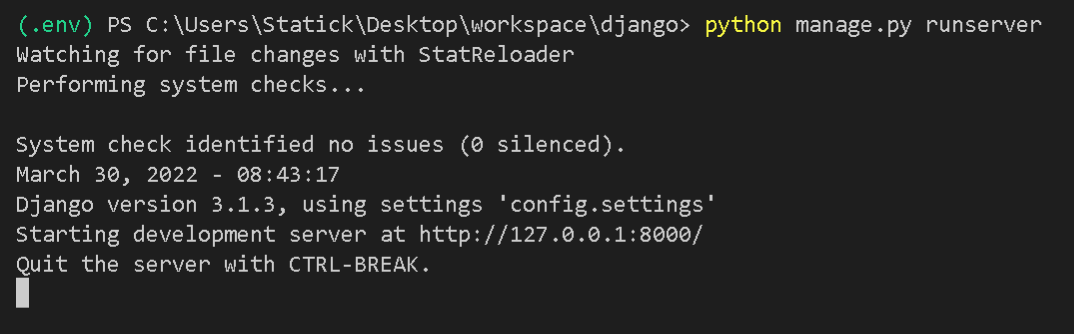 (.env) PS C:\Users\Statick\Desktop\workspace\django> python manage.py runserver
Watching for file changes with StatReloader
Performing system checks...
System check identified no issues (0 silenced).
March 30, 2022 - 08:43:17
Django version 3.1.3, using settings 'config.settings'
Starting development server at http://127.0.0.1:8000/
Quit the server with CTRL-BREAK.